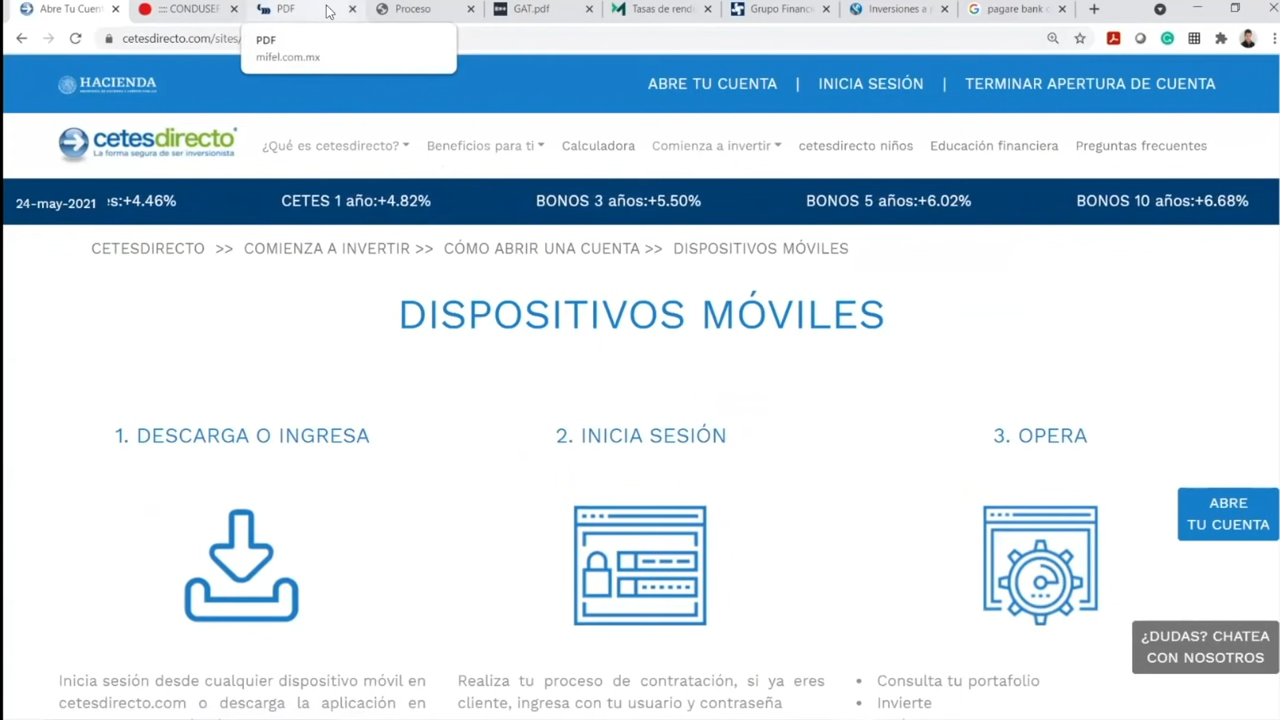 Abre Tu Cuent
::: CONDUSEF
PDF
Proceso
GAT.pdf
Tasas de rend
Grupo Financi
Inversiones a p
pagare bank c
cetesdirecto.com/sites/
PDF
mifel.com.mx
HACIENDA
ABRE TU CUENTA | INICIA SESIÓN | TERMINAR APERTURA DE CUENTA
cetesdirecto
La forma segura de ser inversionista
¿Qué es cetesdirecto? Beneficios para ti Calculadora Comienza a invertir cetesdirecto niños Educación financiera Preguntas frecuentes
24-may-2021 s:+4.46% CETES 1 año:+4.82% BONOS 3 años:+5.50% BONOS 5 años:+6.02% BONOS 10 años:+6.68%
CETESDIRECTO >> COMIENZA A INVERTIR >> CÓMO ABRIR UNA CUENTA >> DISPOSITIVOS MÓVILES
DISPOSITIVOS MÓVILES
1. DESCARGA O INGRESA
2. INICIA SESIÓN
3. OPERA
ABRE
TU CUENTA
¿DUDAS? CHATEA
CON NOSOTROS
Inicia sesión desde cualquier dispositivo móvil en
cetesdirecto.com o descarga la aplicación en
Realiza tu proceso de contratación, si ya eres
cliente, ingresa con tu usuario y contraseña
• Consulta tu portafolio
• Invierte